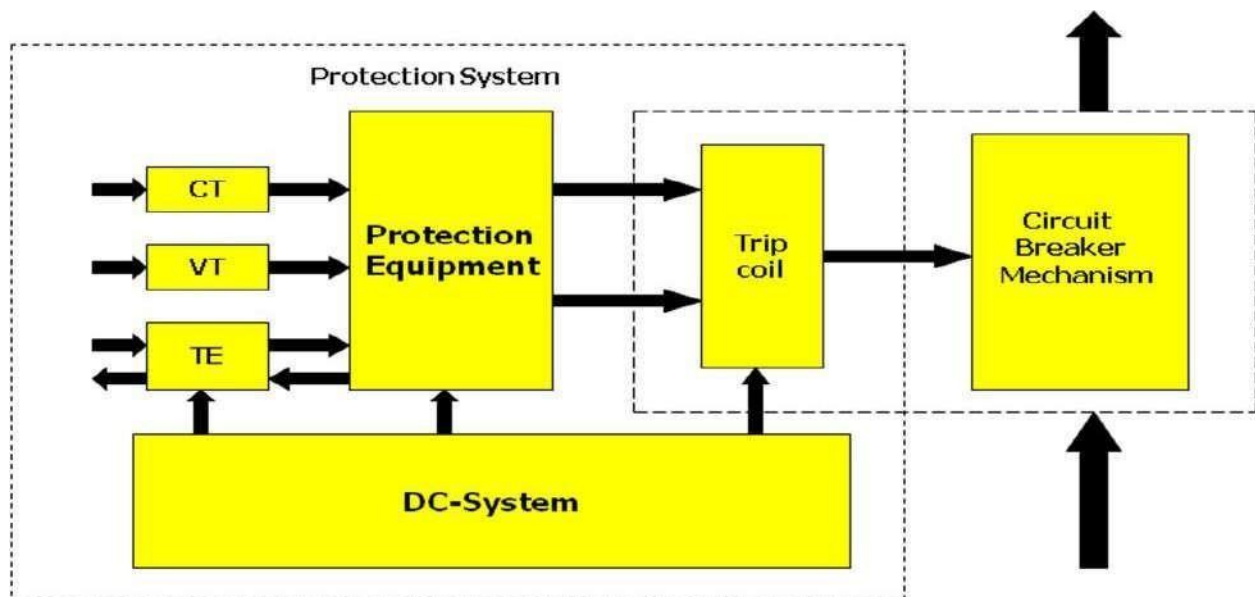 Protection System
CT
VT
TE
Protection
Equipment
Trip
coil
Circuit
Breaker
Mechanism
DC-System